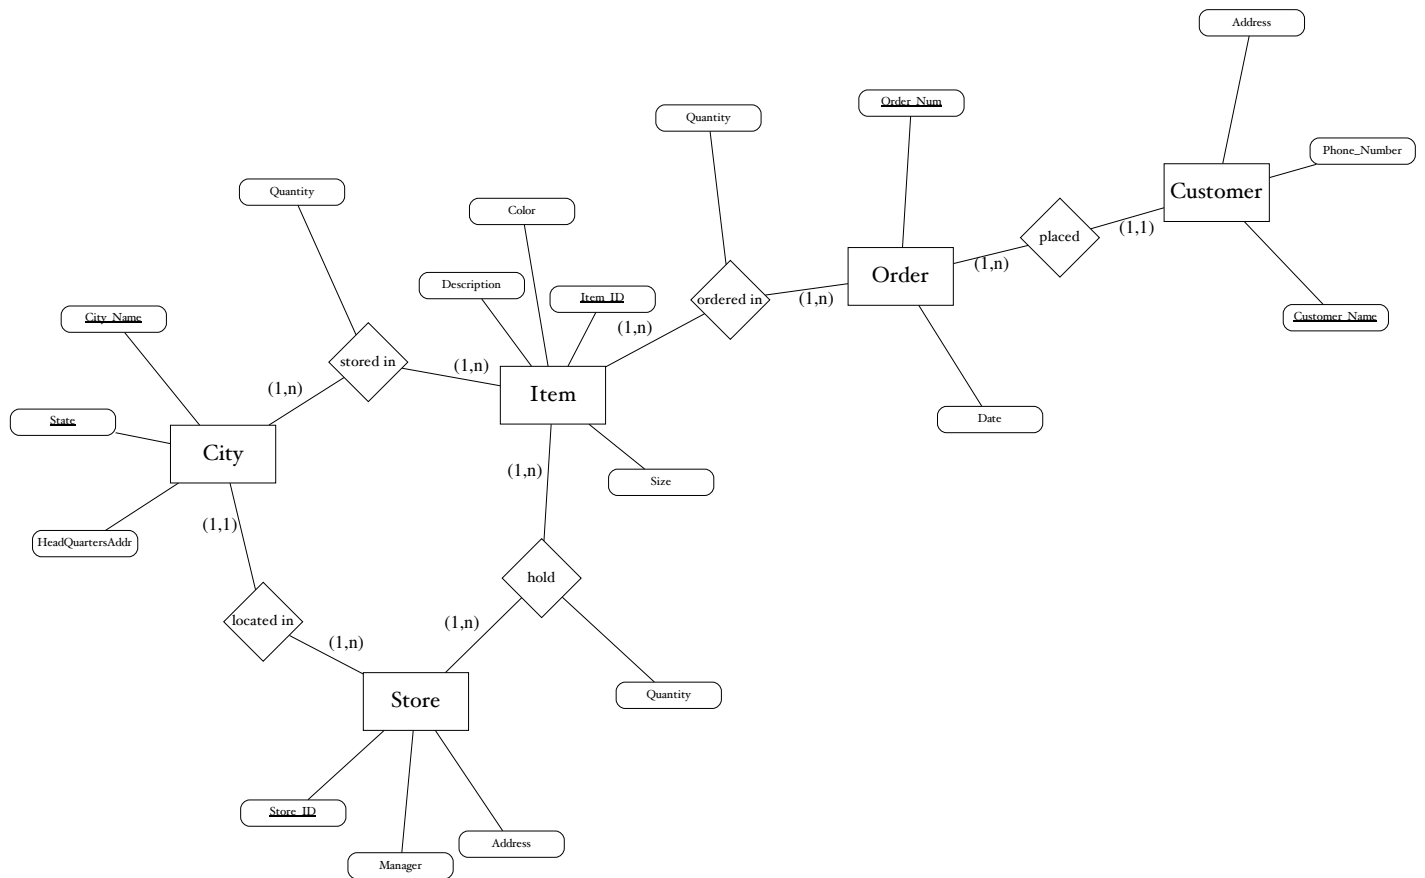 Address
Order_Num
Quantity
Phone_Number
Customer
Quantity
Color
placed
(1,1)
(1,n)
Order
Description
Item_ID
ordered in
(1,n)
Customer_Name
City_Name
(1,n)
stored in
(1,n)
(1,n)
Item
State
Date
City
(1,n)
Size
(1,1)
HeadQuartersAddr
hold
located in
(1,n)
(1,n)
Store
Quantity
Store_ID
Address
Manager